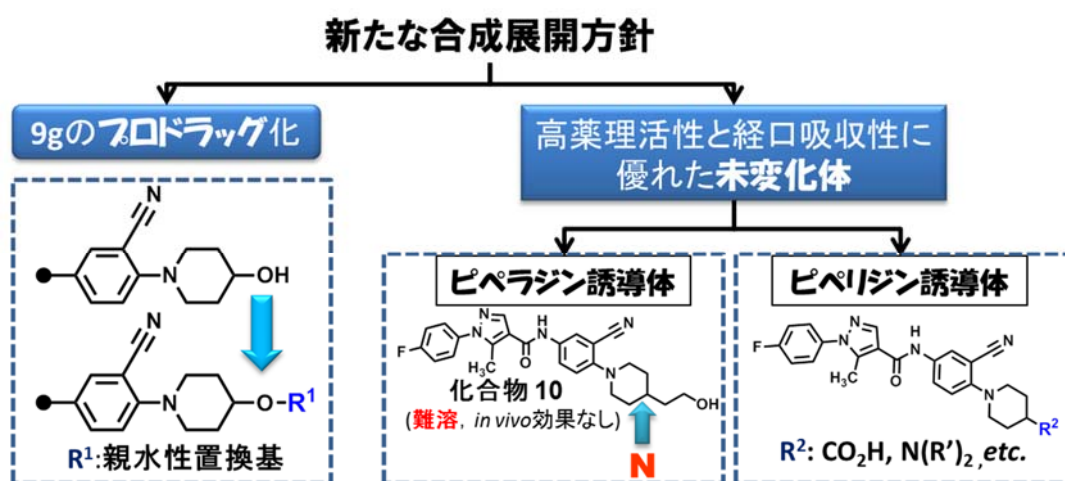 新たな合成展開方針
9gのプロドラッグ化
高薬理活性と経口吸収性に
優れた未変化体
N
N
OH
N
N
O-R¹
R¹:親水性置換基
ピペラジン誘導体
N
N
F
CH₃
O
H
N
N
N
OH
化合物 10
(難溶, in vivo効果なし)
N
ピペリジン誘導体
N
N
F
CH₃
O
H
N
N
N
R²
R²: CO₂H, N(R’)₂ ,etc.